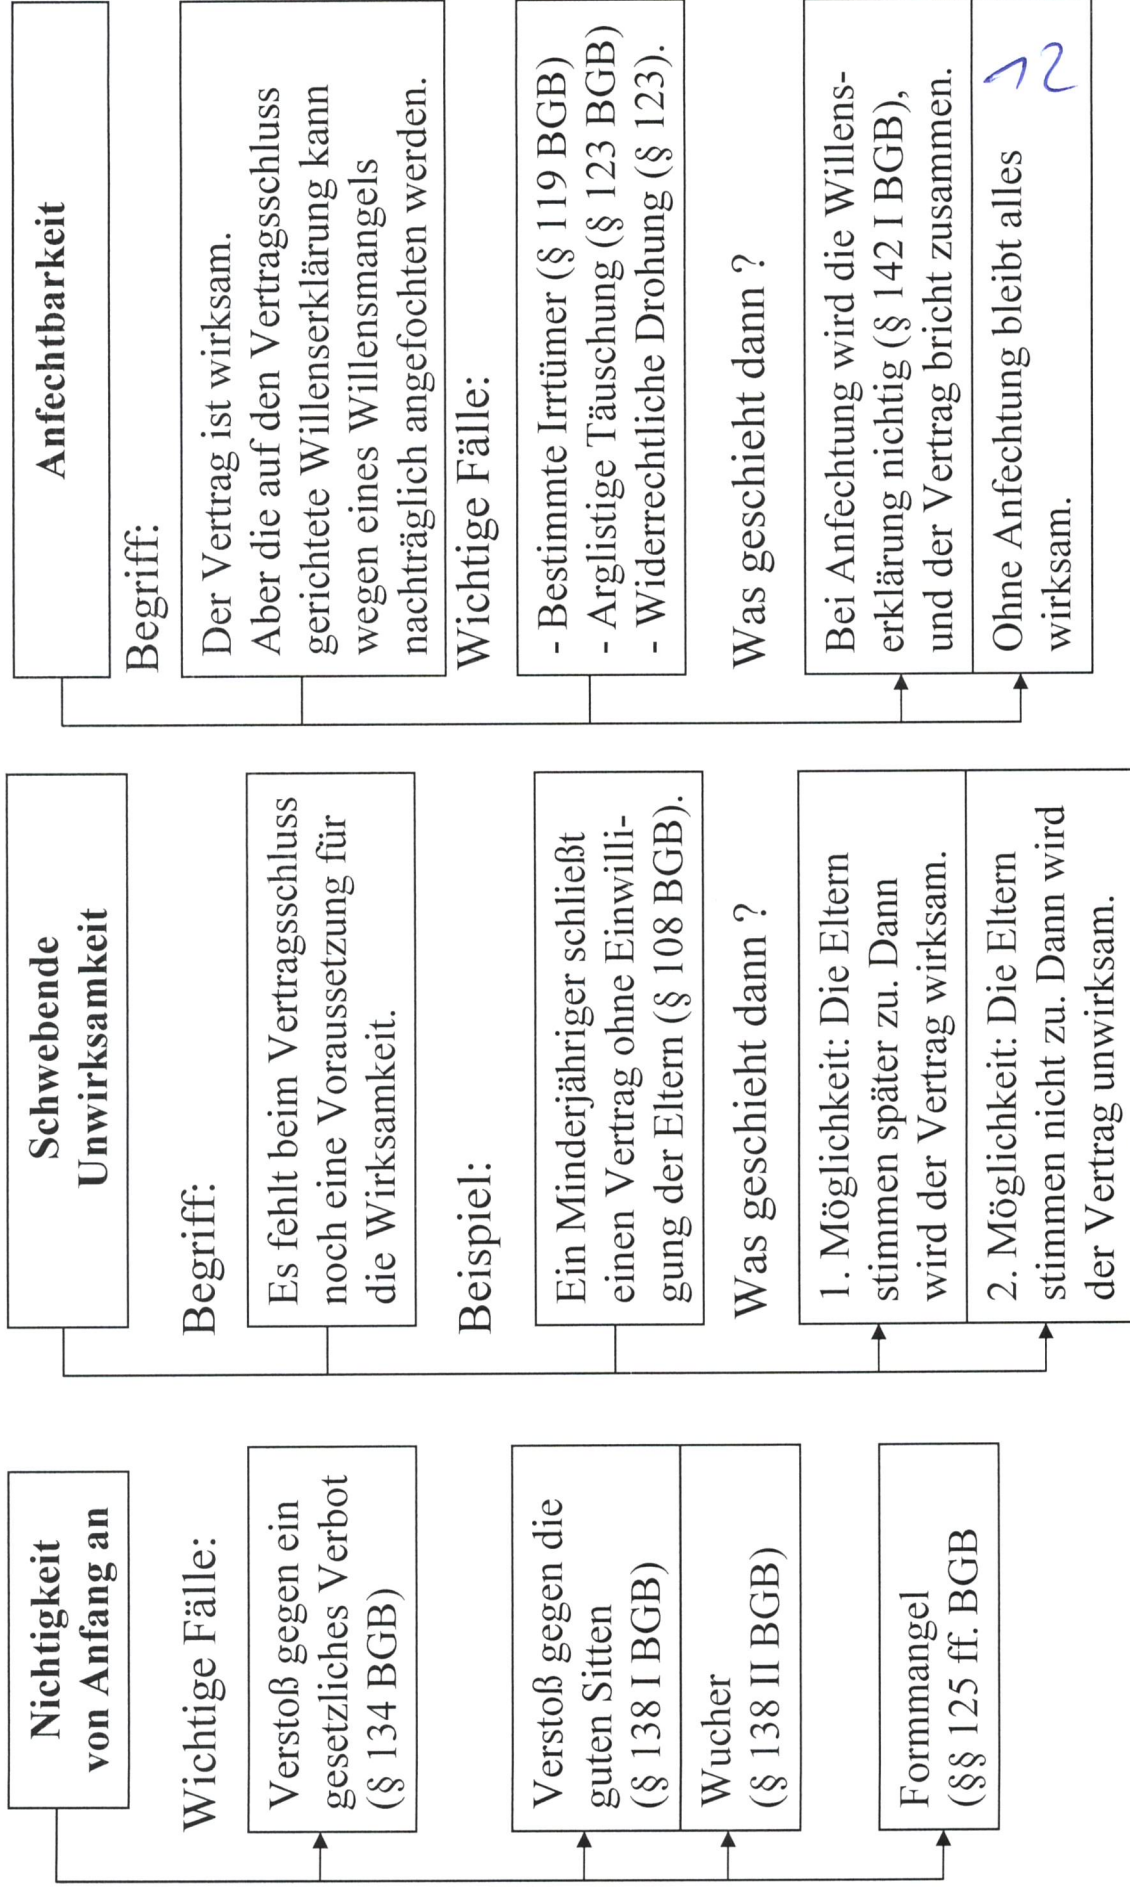 Nichtigkeit
von Anfang an
Wichtige Fälle:
Verstoß gegen ein
gesetzliches Verbot
(§ 134 BGB)
Verstoß gegen die
guten Sitten
(§ 138 I BGB)
Wucher
(§ 138 II BGB)
Formmangel
(§§ 125 ff. BGB
Schwebende
Unwirksamkeit
Begriff:
Es fehlt beim Vertragsschluss
noch eine Voraussetzung für
die Wirksamkeit.
Beispiel:
Ein Minderjähriger schließt
einen Vertrag ohne Einwilli-
gung der Eltern (§ 108 BGB).
Was geschieht dann ?
1. Möglichkeit: Die Eltern
stimmen später zu. Dann
wird der Vertrag wirksam.
2. Möglichkeit: Die Eltern
stimmen nicht zu. Dann wird
der Vertrag unwirksam.
Anfechtbarkeit
Begriff:
Der Vertrag ist wirksam.
Aber die auf den Vertragsschluss
gerichtete Willenserklärung kann
wegen eines Willensmangels
nachträglich angefochten werden.
Wichtige Fälle:
- Bestimmte Irrtümer (§ 119 BGB)
- Arglistige Täuschung (§ 123 BGB)
- Widerrechtliche Drohung (§ 123).
Was geschieht dann ?
Bei Anfechtung wird die Willens-
erklärung nichtig (§ 142 I BGB),
und der Vertrag bricht zusammen.
Ohne Anfechtung bleibt alles
wirksam.
12